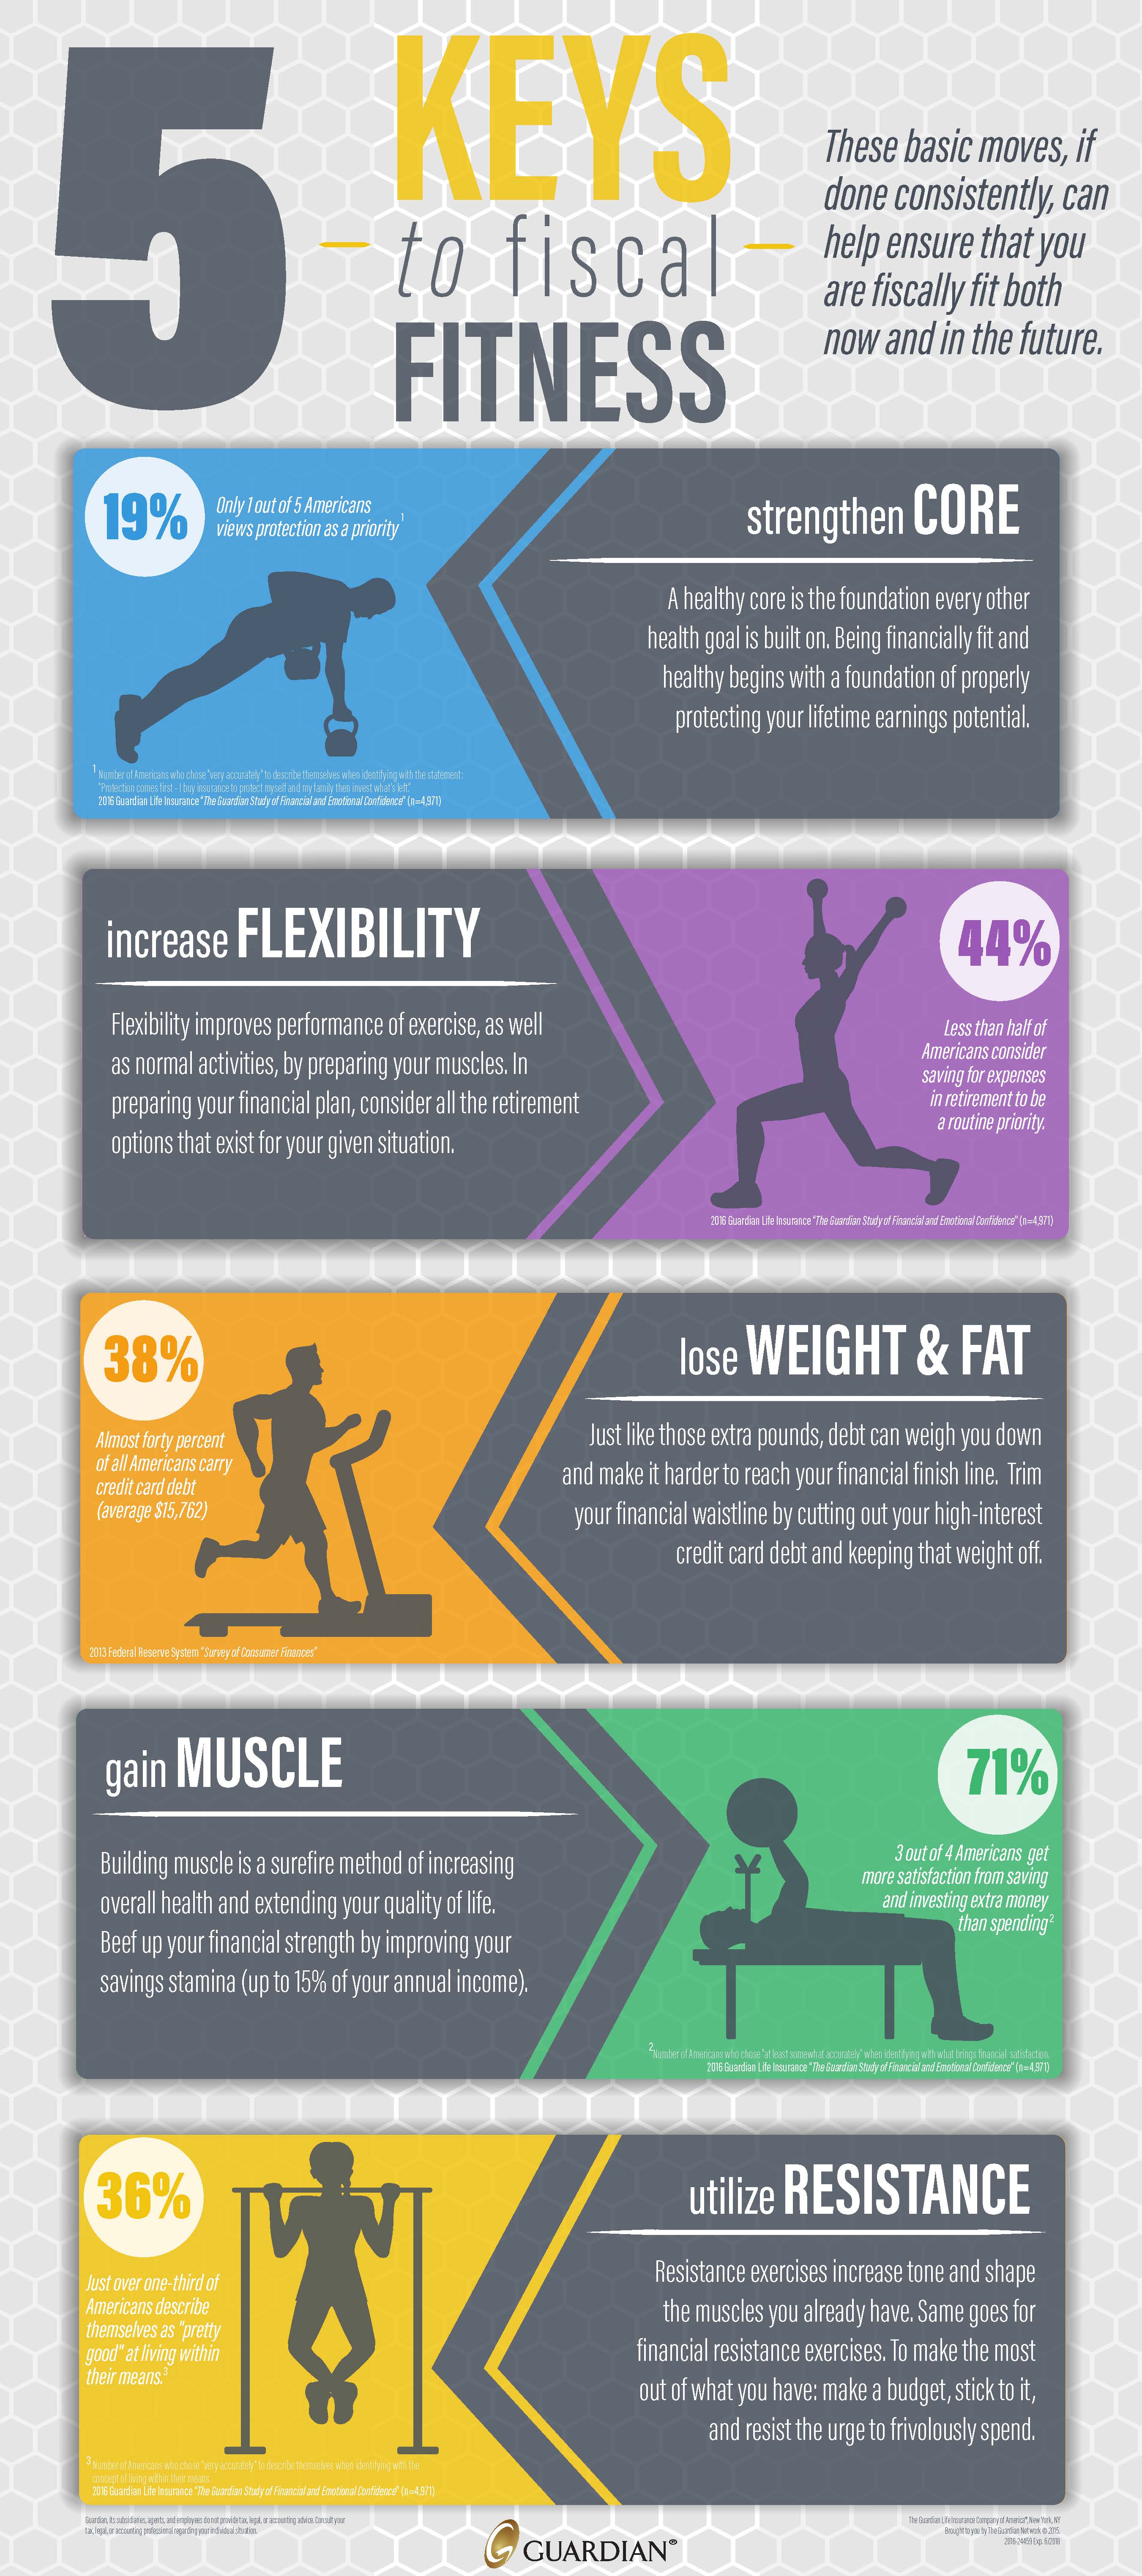 5
KEYS
to fiscal
FITNESS
These basic moves, if
done consistently, can
help ensure that you
are fiscally fit both
now and in the future.
19%
Only 1 out of 5 Americans
views protection as a priority 1
1 Number of Americans who chose "very accurately" to describe themselves when identifying with the statement:
"Protection comes first - I buy insurance to protect myself and my family then invest what's left."
2016 Guardian Life Insurance "The Guardian Study of Financial and Emotional Confidence" (n=4,971)
strengthen CORE
A healthy core is the foundation every other
health goal is built on. Being financially fit and
healthy begins with a foundation of properly
protecting your lifetime earnings potential.
increase FLEXIBILITY
Flexibility improves performance of exercise, as well
as normal activities, by preparing your muscles. In
preparing your financial plan, consider all the retirement
options that exist for your given situation.
44%
Less than half of
Americans consider
saving for expenses
in retirement to be
a routine priority.
2016 Guardian Life Insurance "The Guardian Study of Financial and Emotional Confidence" (n=4,971)
38%
Almost forty percent
of all Americans carry
credit card debt
(average $15,762)
2013 Federal Reserve System "Survey of Consumer Finances"
lose WEIGHT & FAT
Just like those extra pounds, debt can weigh you down
and make it harder to reach your financial finish line. Trim
your financial waistline by cutting out your high-interest
credit card debt and keeping that weight off.
gain MUSCLE
Building muscle is a surefire method of increasing
overall health and extending your quality of life.
Beef up your financial strength by improving your
savings stamina (up to 15% of your annual income).
71%
3 out of 4 Americans get
more satisfaction from saving
and investing extra money
than spending 2
2 Number of Americans who chose "at least somewhat accurately" when identifying with what brings financial satisfaction.
2016 Guardian Life Insurance "The Guardian Study of Financial and Emotional Confidence" (n=4,971)
36%
Just over one-third of
Americans describe
themselves as "pretty
good" at living within
their means.3
3 Number of Americans who chose "very accurately" to describe themselves when identifying with the
concept of living within their means.
2016 Guardian Life Insurance "The Guardian Study of Financial and Emotional Confidence" (n=4,971)
utilize RESISTANCE
Resistance exercises increase tone and shape
the muscles you already have. Same goes for
financial resistance exercises. To make the most
out of what you have: make a budget, stick to it,
and resist the urge to frivolously spend.
Guardian, its subsidiaries, agents, and employees do not provide tax, legal, or accounting advice. Consult your
tax, legal, or accounting professional regarding your individual situation.
GUARDIAN®
The Guardian Life Insurance Company of America®, New York, NY
Brought to you by The Guardian Network © 2015.
2016-24459 Exp. 6/2018